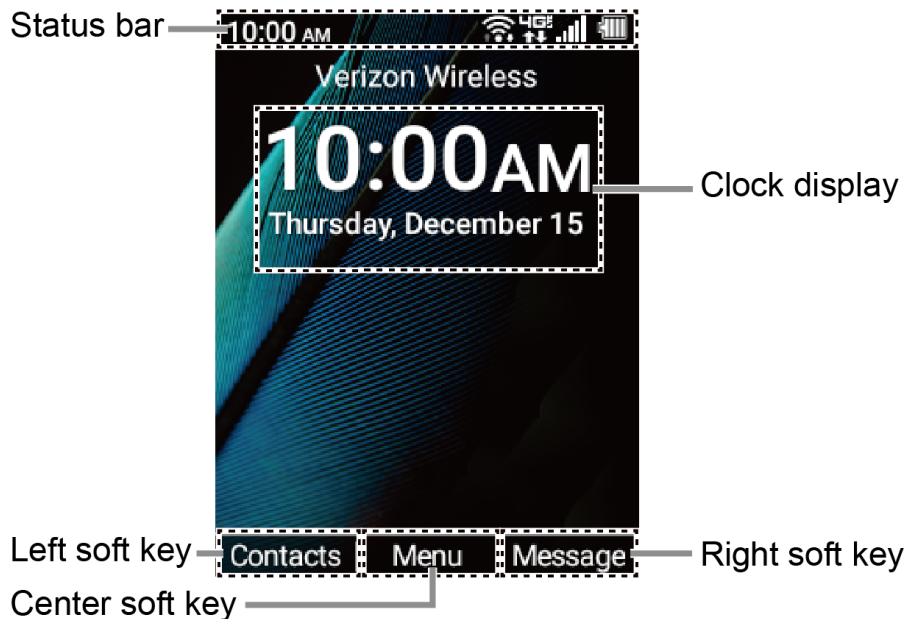 Status bar
10:00 AM
4GE
Verizon Wireless
10:00AM
Thursday, December 15
Clock display
Left soft key
Contacts
Menu
Message
Right soft key
Center soft key